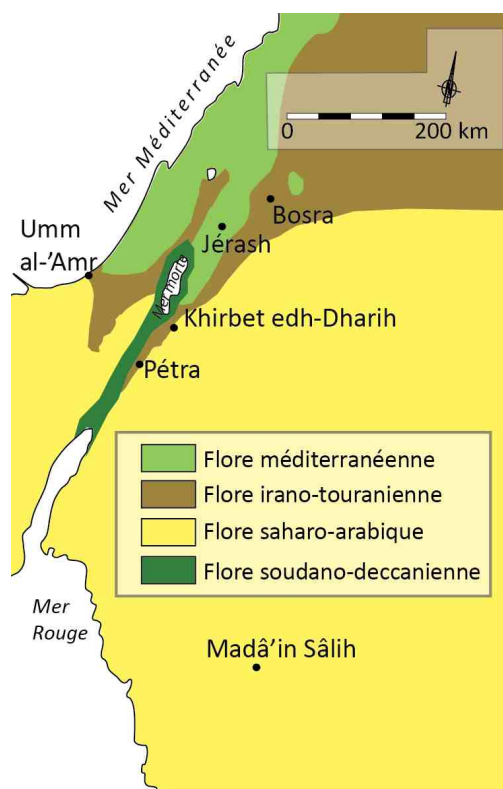 Mer Méditerranée
0 200 km
Bosra
Umm
al-’Amr
Jérash
Mer morte
Khirbet edh-Dharih
Pétra
Flore méditerranéenne
Flore irano-touranienne
Flore saharo-arabique
Flore soudano-deccanienne
Mer
Rouge
Madâ’in Sâlih